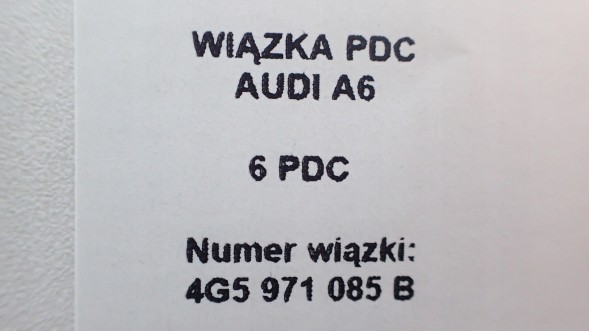 WIĄZKA PDC
AUDI A6
6 PDC
Numer wiązki:
4G5 971 085 B